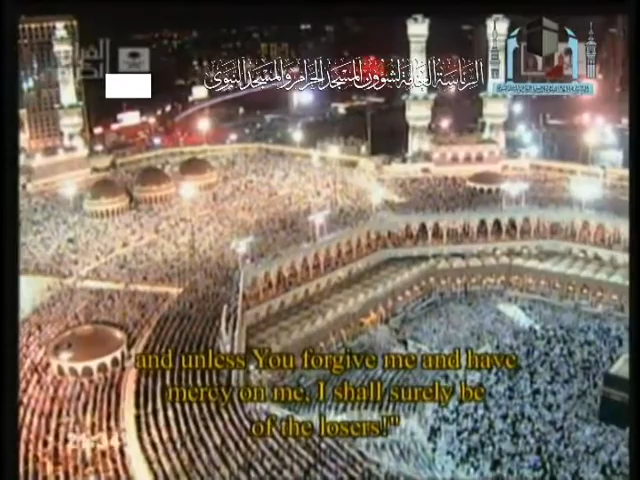 الرئاسة العامة لشؤون المسجد الحرام والمسجد النبوي
and unless You forgive me and have
mercy on me, I shall surely be
of the losers!"